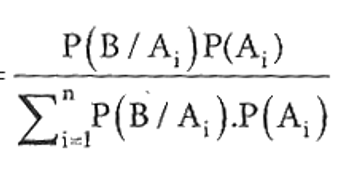 = P(B / A_i)P(A_i)
∑_{i=1}^{n} P(B / A_i).P(A_i)